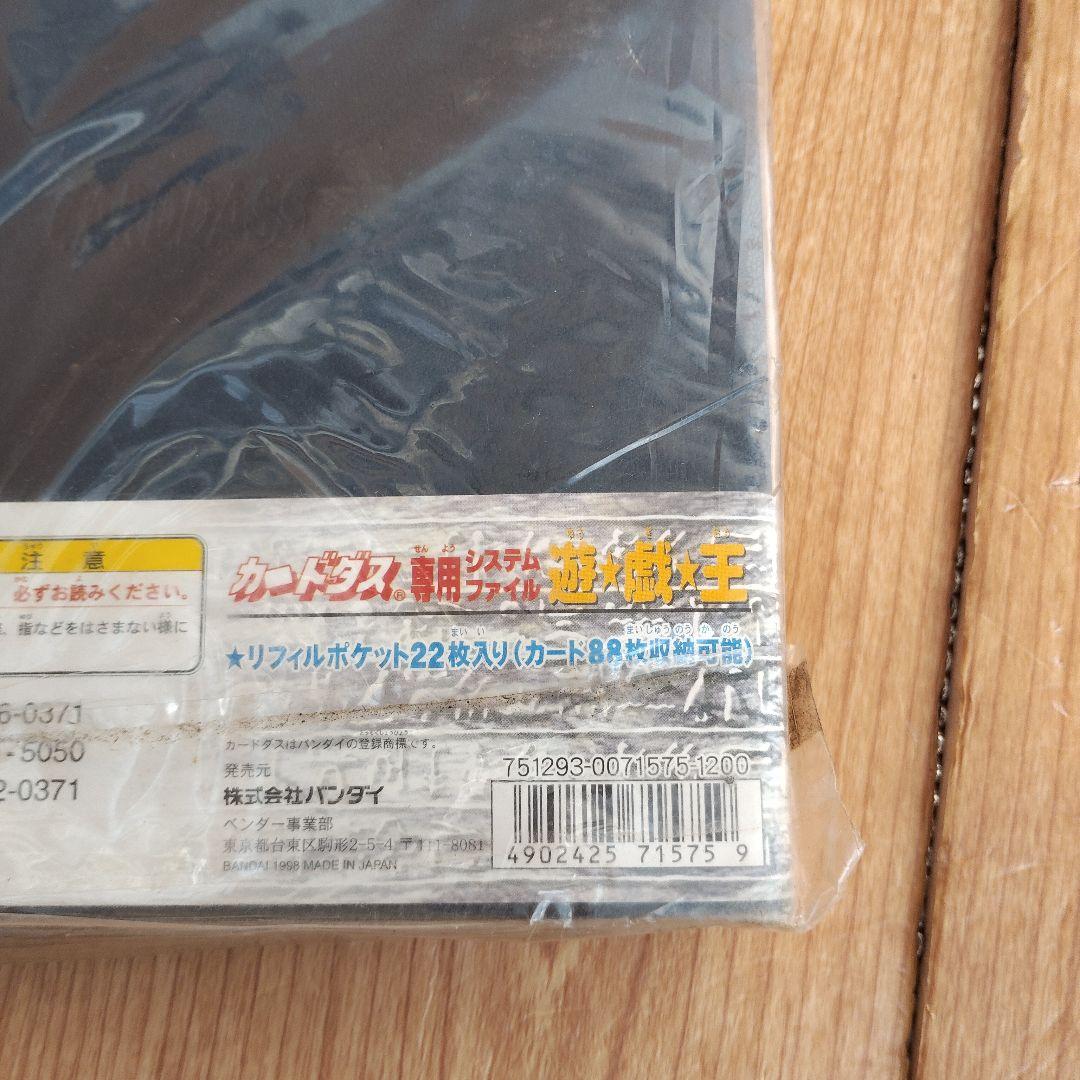 CARDDASS
注意
必ずお読みください。
指などをはさまない様に
6-0371
-5050
2-0371
カードダス®専用システムファイル遊★戯★王
★リフィルポケット22枚入り(カード88枚収納可能)
カードダスはバンダイの登録商標です。
発売元
株式会社バンダイ
ベンダー事業部
東京都台東区駒形2-5-4 〒111-8081
BANDAI 1998 MADE IN JAPAN
751293-0071575-1200
4902425 715759